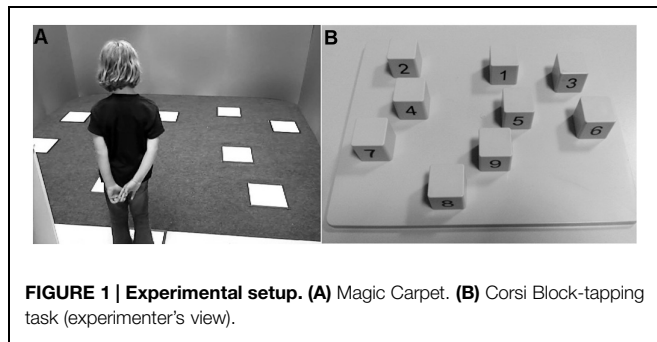 A
B
2
1
3
4
5
6
7
9
8
FIGURE 1 | Experimental setup. (A) Magic Carpet. (B) Corsi Block-tapping
task (experimenter's view).